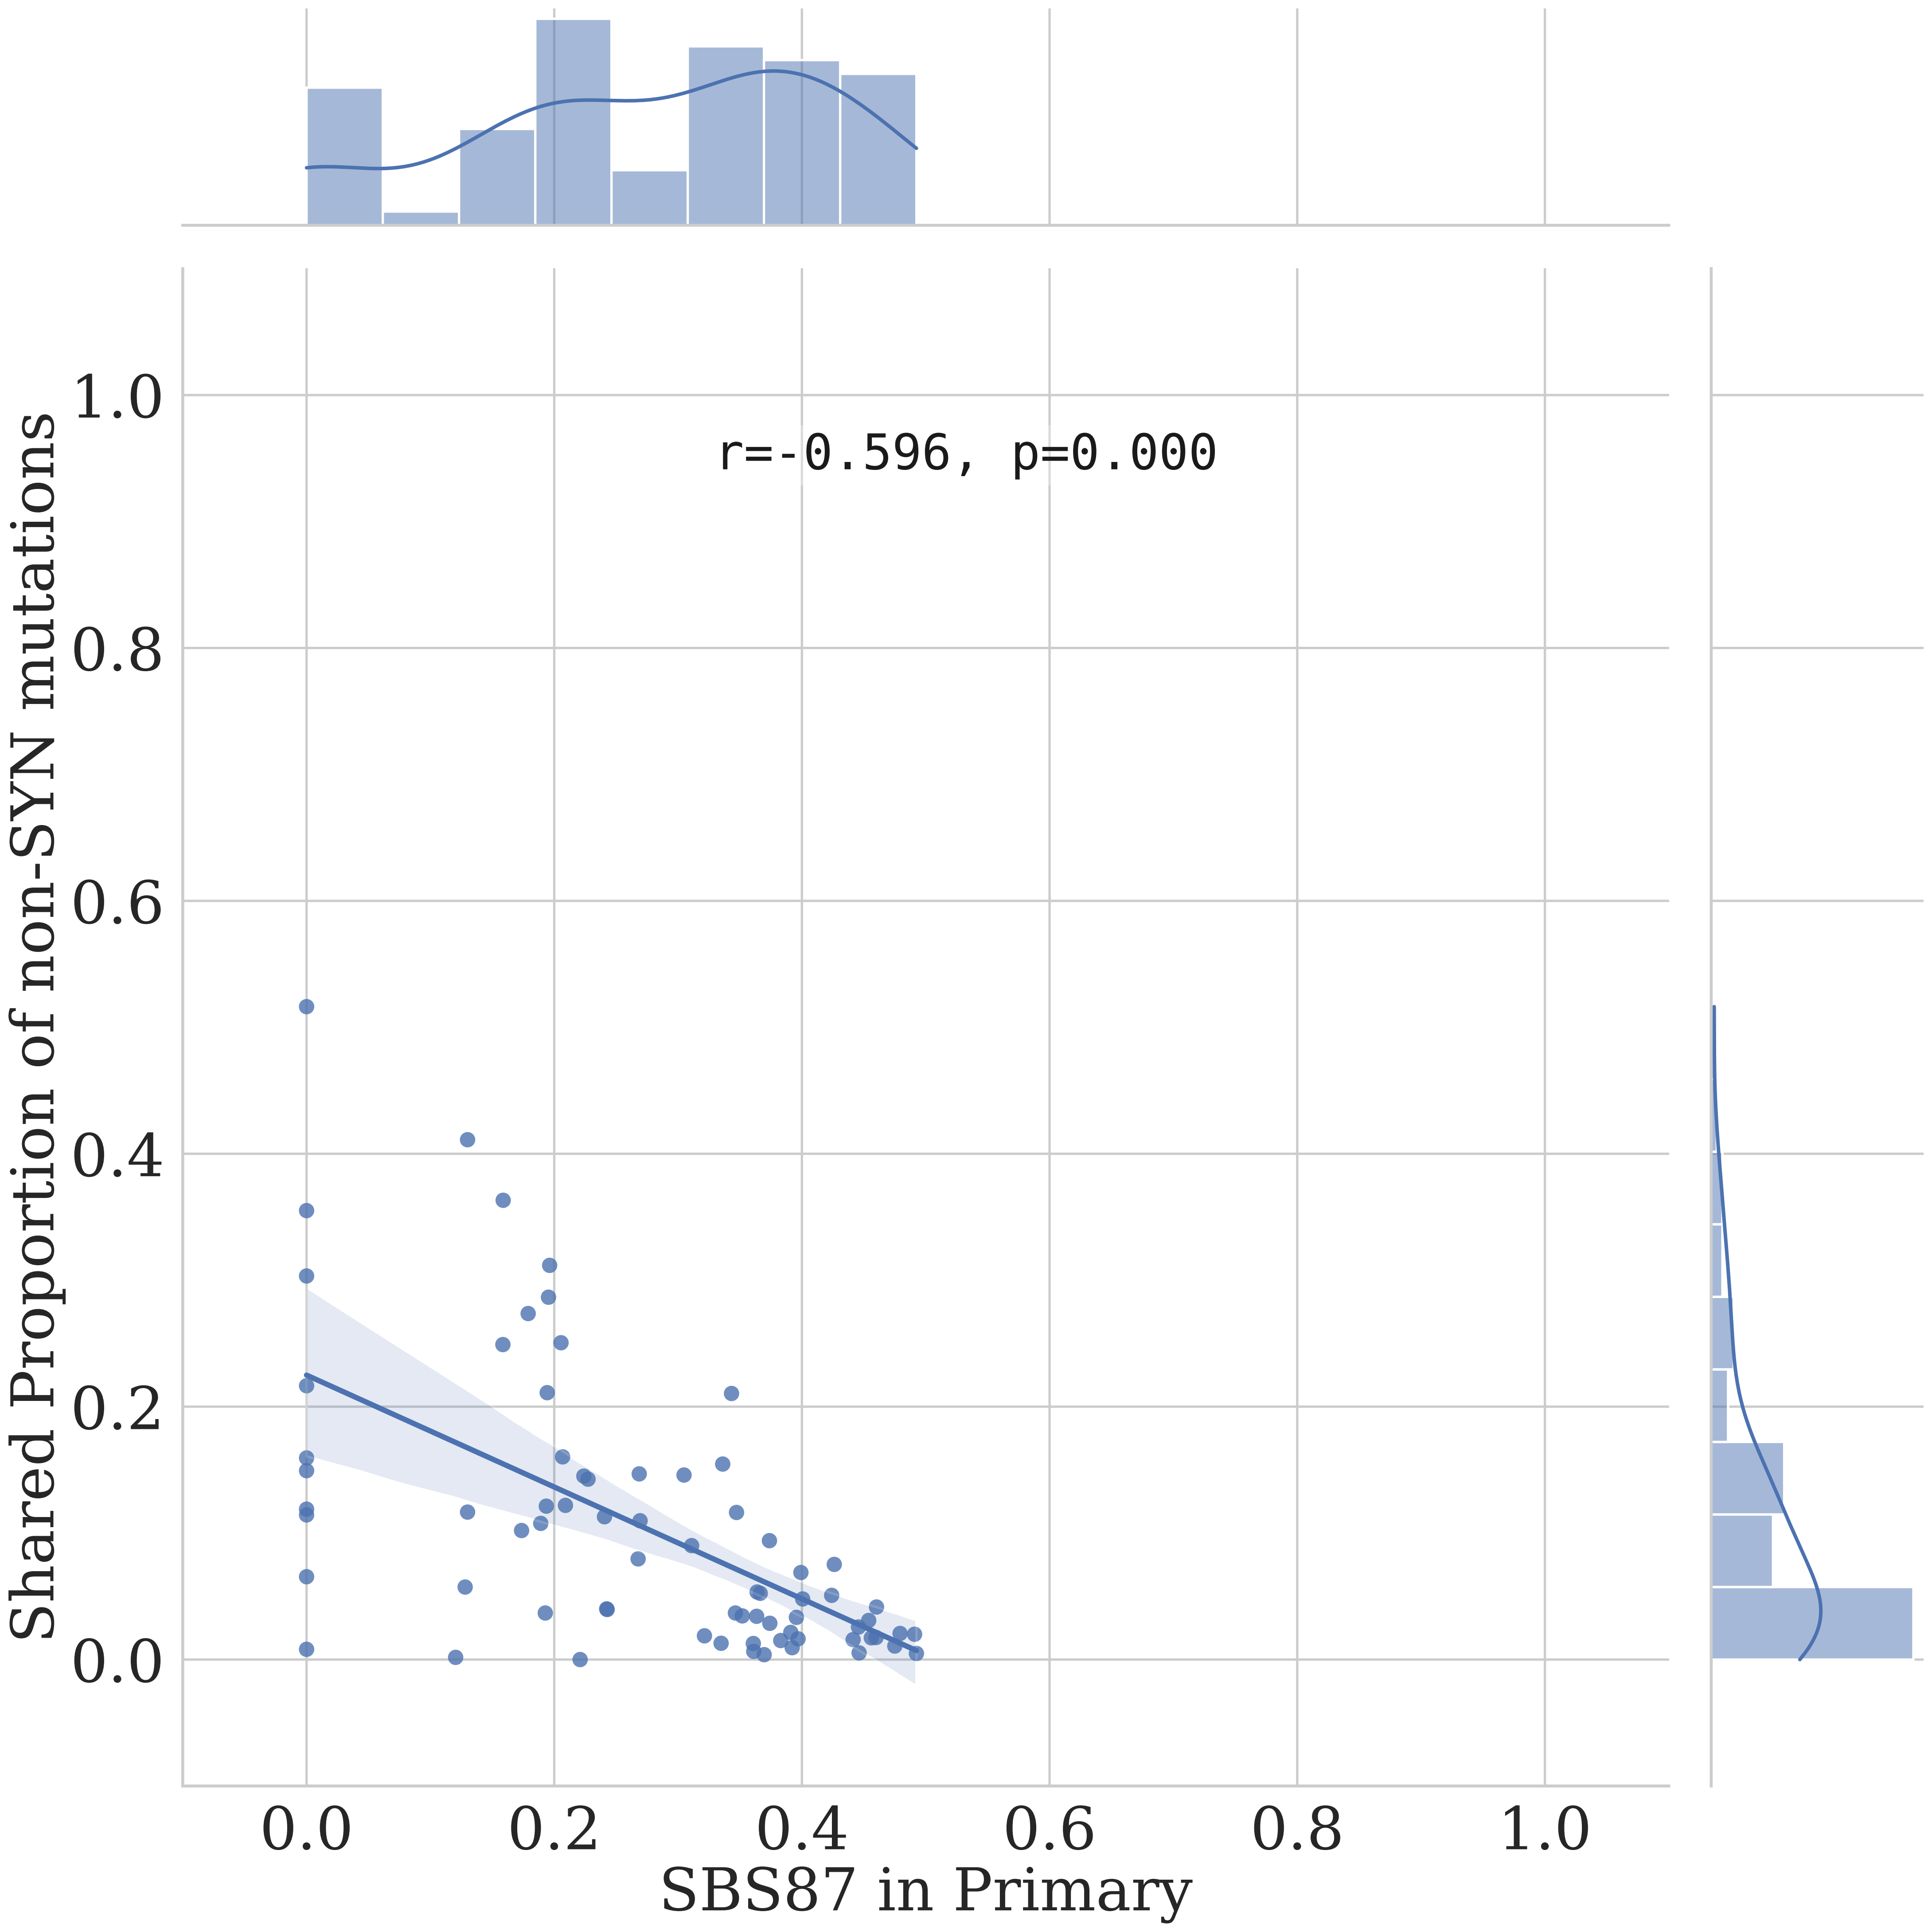 r=-0.596, p=0.000
Shared Proportion of non-SYN mutations
1.0
0.8
0.6
0.4
0.2
0.0
0.0 0.2 0.4 0.6 0.8 1.0
SBS87 in Primary